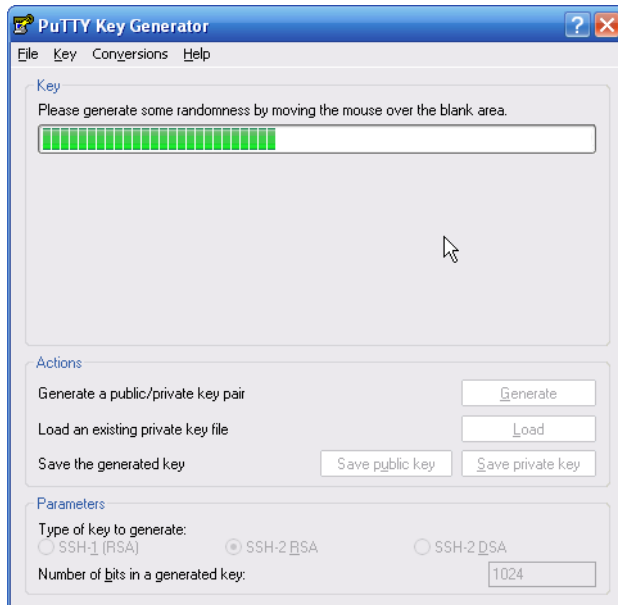 PuTTY Key Generator
File Key Conversions Help
Key
Please generate some randomness by moving the mouse over the blank area.
Actions
Generate a public/private key pair Generate
Load an existing private key file Load
Save the generated key Save public key Save private key
Parameters
Type of key to generate:
SSH-1 (RSA) SSH-2 RSA SSH-2 DSA
Number of bits in a generated key: 1024